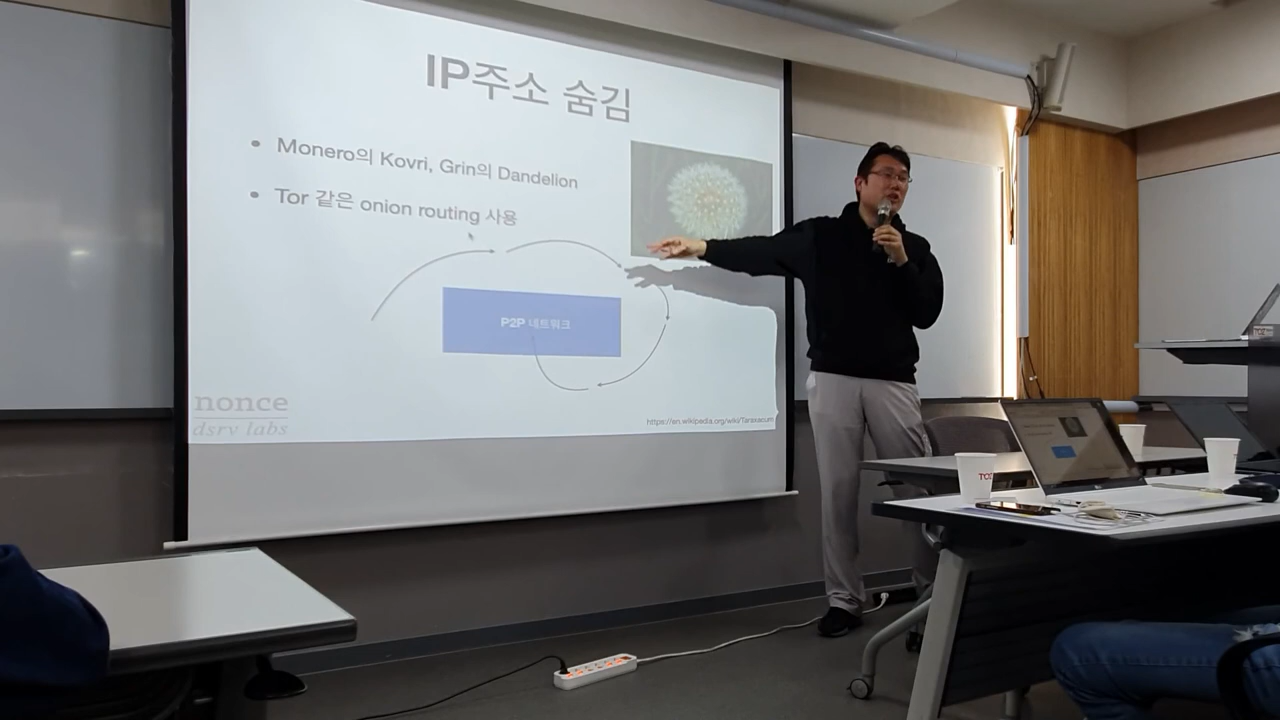 IP주소 숨김
• Monero의 Kovri, Grin의 Dandelion
• Tor 같은 onion routing 사용
P2P 네트워크
nonce
dsrv labs
https://en.wikipedia.org/wiki/Taraxacum